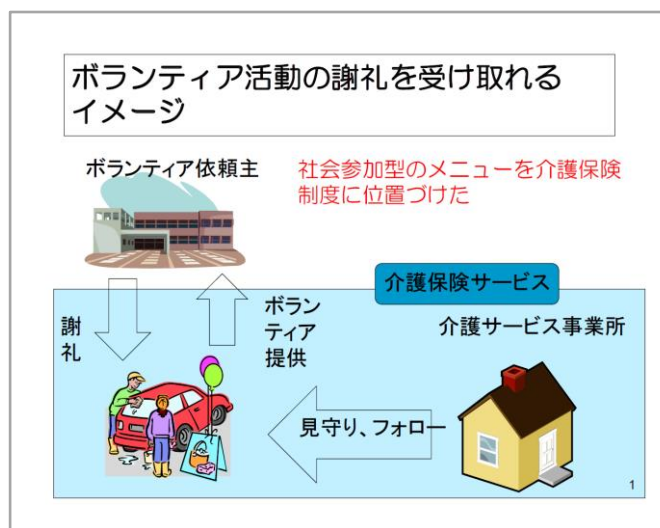 ボランティア活動の謝礼を受け取れる
イメージ
ボランティア依頼主
社会参加型のメニューを介護保険
制度に位置づけた
介護保険サービス
謝
礼
ボラン
ティア
提供
介護サービス事業所
見守り、フォロー
1